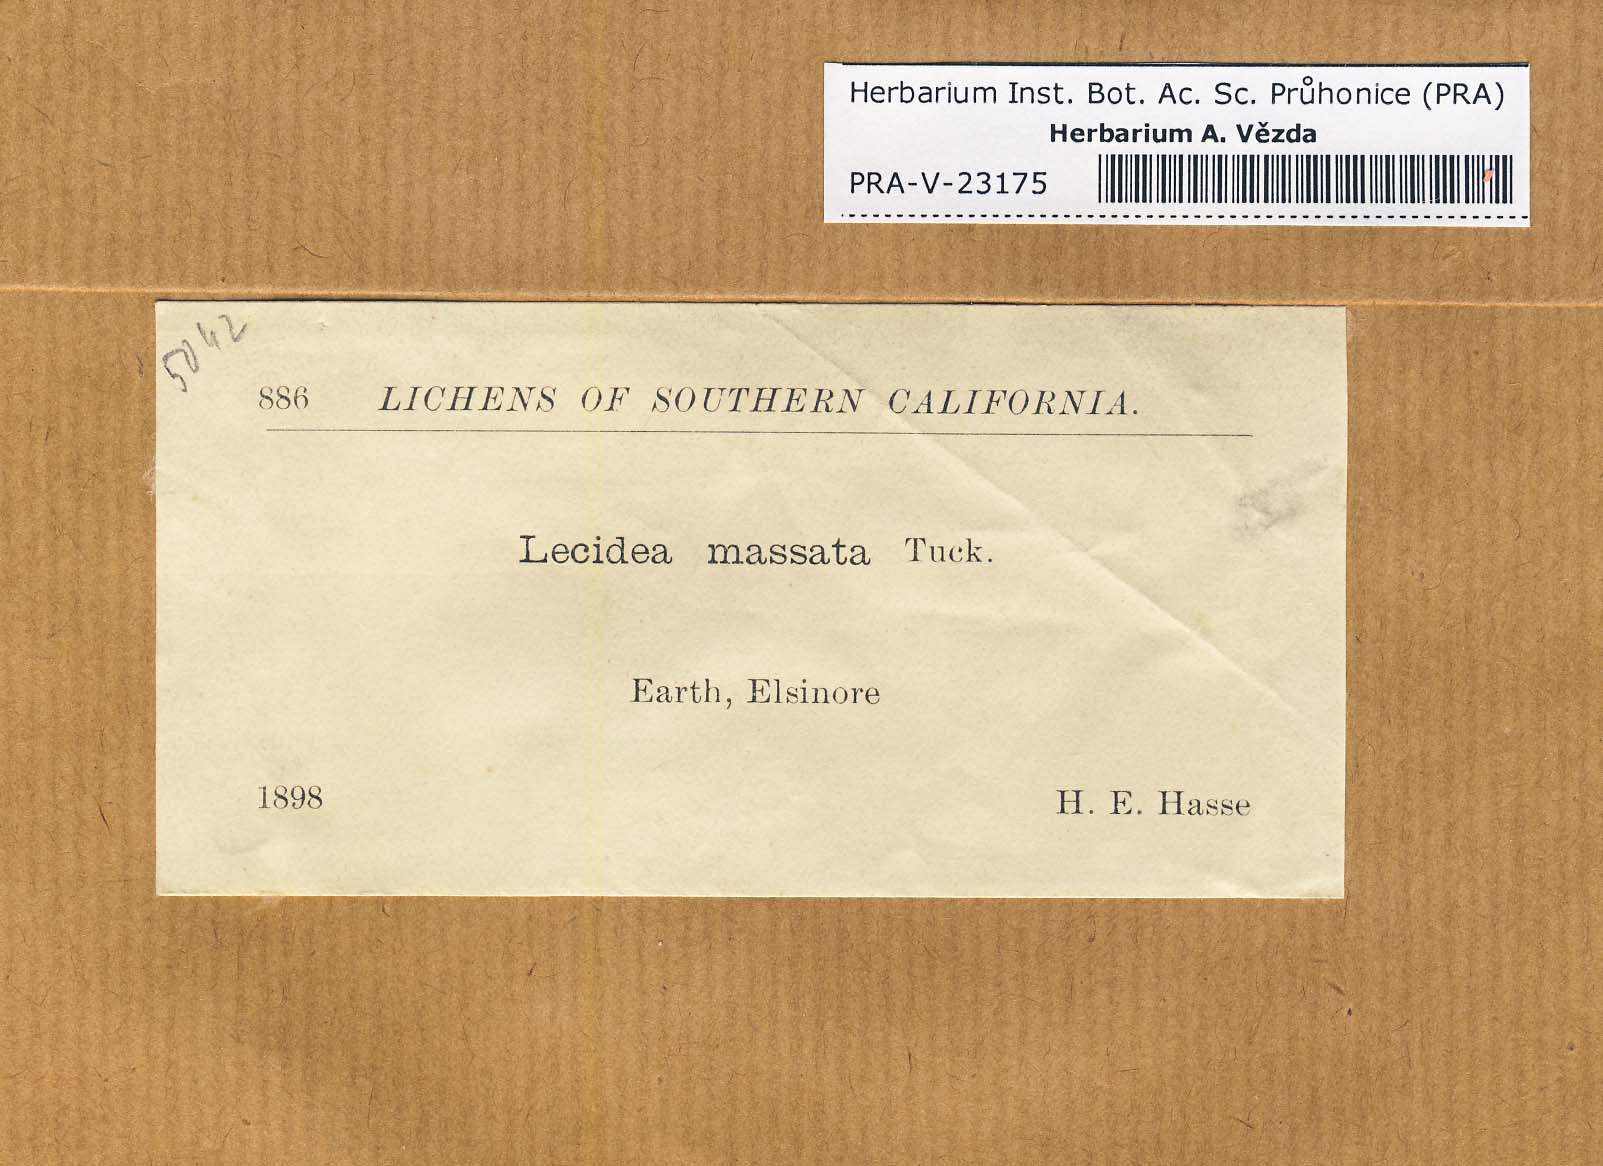 Herbarium Inst. Bot. Ac. Sc. Průhonice (PRA)
Herbarium A. Vězda
PRA-V-23175
5042
886 LICHENS OF SOUTHERN CALIFORNIA.
Lecidea massata Tuck.
Earth, Elsinore
1898 H. E. Hasse